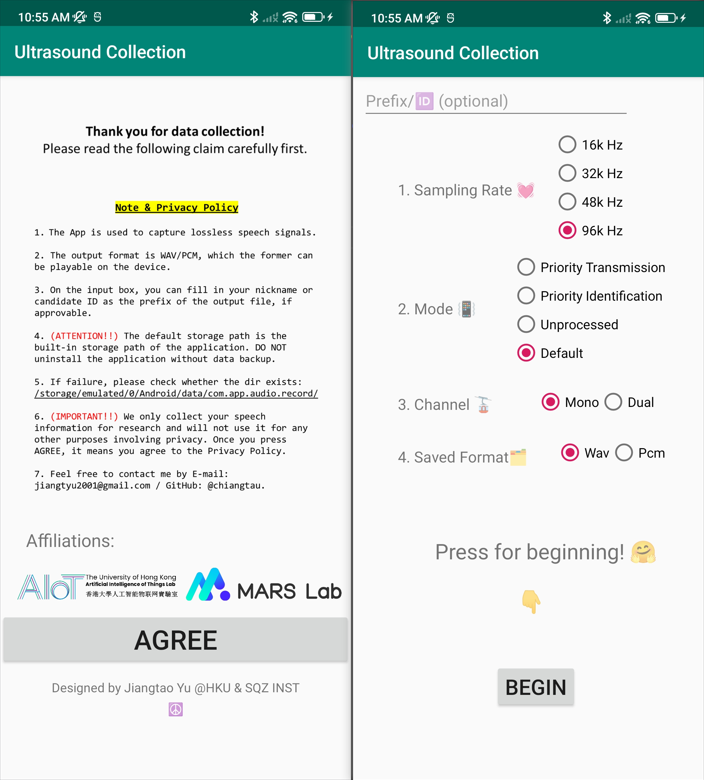 10:55 AM
Ultrasound Collection
Thank you for data collection!
Please read the following claim carefully first.
Note & Privacy Policy
1. The App is used to capture lossless speech signals.
2. The output format is WAV/PCM, which the former can
be playable on the device.
3. On the input box, you can fill in your nickname or
candidate ID as the prefix of the output file, if
approvable.
4. (ATTENTION!!) The default storage path is the
built-in storage path of the application. DO NOT
uninstall the application without data backup.
5. If failure, please check whether the dir exists:
/storage/emulated/0/Android/data/com.app.audio.record/
6. (IMPORTANT!!) We only collect your speech
information for research and will not use it for any
other purposes involving privacy. Once you press
AGREE, it means you agree to the Privacy Policy.
7. Feel free to contact me by E-mail:
jiangtyu2001@gmail.com / GitHub: @chiangtau.
Affiliations:
AIoT
The University of Hong Kong
Artificial Intelligence of Things Lab
香港大學人工智能物联网實驗室
MARS Lab
AGREE
Designed by Jiangtao Yu @HKU & SQZ INST
10:55 AM
Ultrasound Collection
Prefix/🆔 (optional)
1. Sampling Rate 💓
16k Hz
32k Hz
48k Hz
96k Hz
2. Mode 📳
Priority Transmission
Priority Identification
Unprocessed
Default
3. Channel 🚡
Mono
Dual
4. Saved Format🗂️
Wav
Pcm
Press for beginning! 🤗
👇
BEGIN